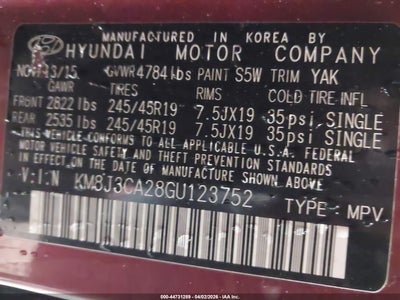 MANUFACTURED IN KOREA BY
HYUNDAI MOTOR COMPANY
13/15 GVWR 4784 lbs PAINT S5W TRIM YAK
GAWR TIRES RIMS COLD TIRE INFL
FRONT 2822 lbs 245/45R19 7.5JX19 35psi SINGLE
REAR 2535 lbs 245/45R19 7.5JX19 35psi SINGLE
THIS VEHICLE CONFORMS TO ALL APPLICABLE U.S.A FEDERAL
MOTOR VEHICLE SAFETY, BUMPER AND THEFT PREVENTION
STANDARDS IN EFFECT ON THE DATE OF MANUFACTURE
SHOWN ABOVE.
V·I·N KM8J3CA28GU123752 TYPE: MPV
000-44731269 - 04/02/2026 - IAA Inc.